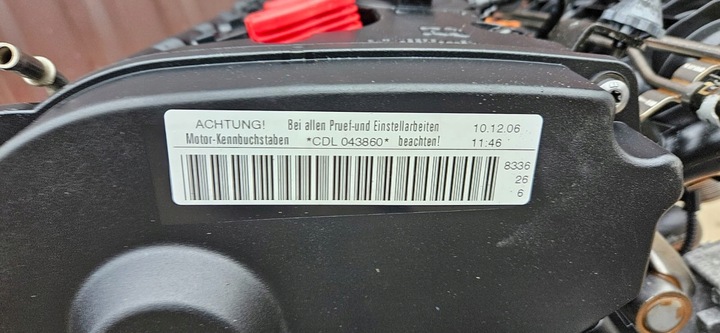 ACHTUNG! Bei allen Pruef-und Einstellarbeiten 10.12.06
Motor-Kennbuchstaben *CDL 043860* beachten! 11:46
8336
26
6